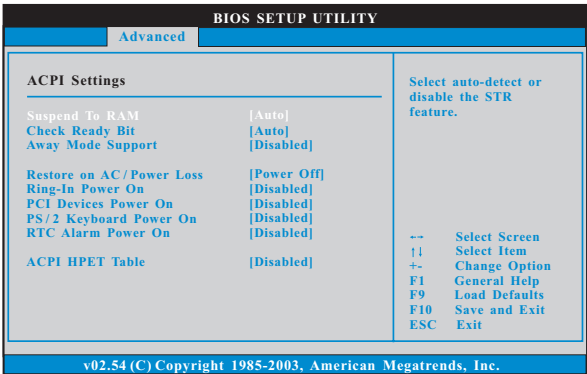 BIOS SETUP UTILITY
Advanced
ACPI Settings
Suspend To RAM [Auto]
Check Ready Bit [Auto]
Away Mode Support [Disabled]
Restore on AC/Power Loss [Power Off]
Ring-In Power On [Disabled]
PCI Devices Power On [Disabled]
PS/2 Keyboard Power On [Disabled]
RTC Alarm Power On [Disabled]
ACPI HPET Table [Disabled]
Select auto-detect or
disable the STR
feature.
←→ Select Screen
↑↓ Select Item
+- Change Option
F1 General Help
F9 Load Defaults
F10 Save and Exit
ESC Exit
v02.54 (C) Copyright 1985-2003, American Megatrends, Inc.